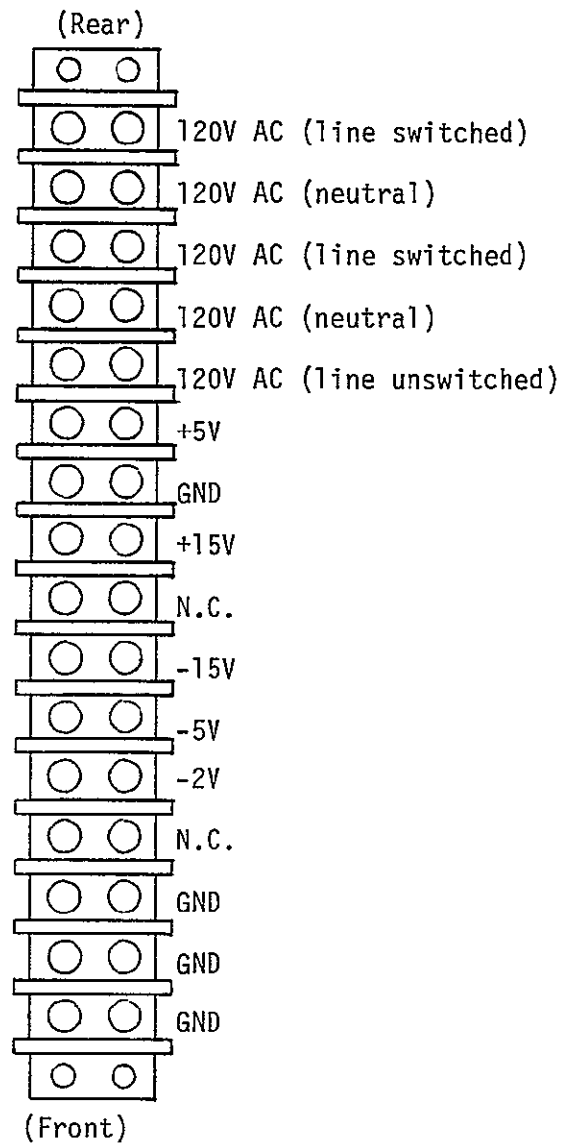 (Rear)
120V AC (line switched)
120V AC (neutral)
120V AC (line switched)
120V AC (neutral)
120V AC (line unswitched)
+5V
GND
+15V
N.C.
-15V
-5V
-2V
N.C.
GND
GND
GND
(Front)